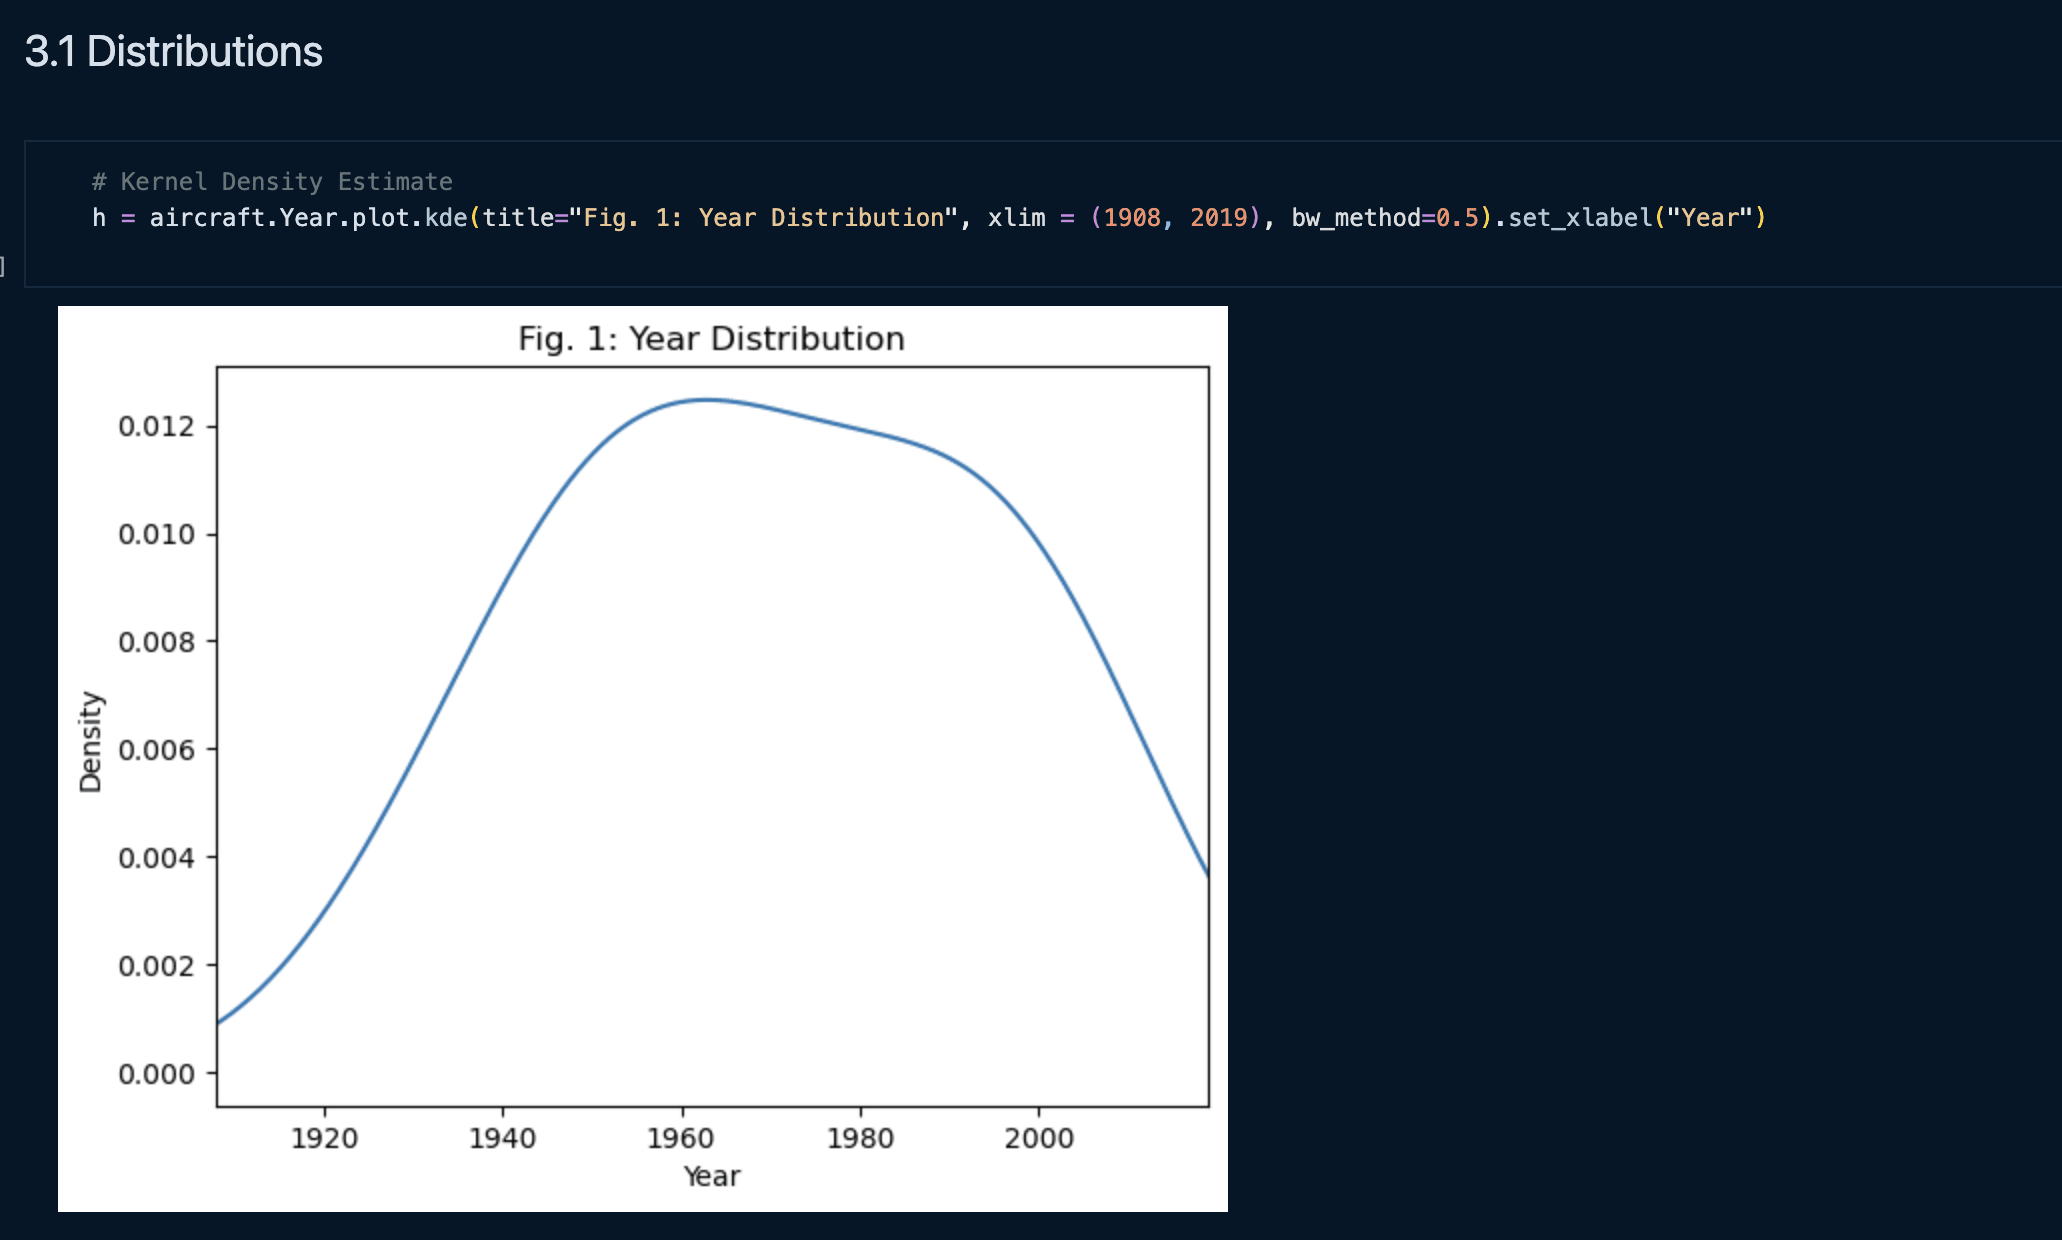 3.1 Distributions
# Kernel Density Estimate
h = aircraft.Year.plot.kde(title="Fig. 1: Year Distribution", xlim = (1908, 2019), bw_method=0.5).set_xlabel("Year")
]
Fig. 1: Year Distribution
0.012
0.010
0.008
0.006
0.004
0.002
0.000
Density
1920 1940 1960 1980 2000
Year